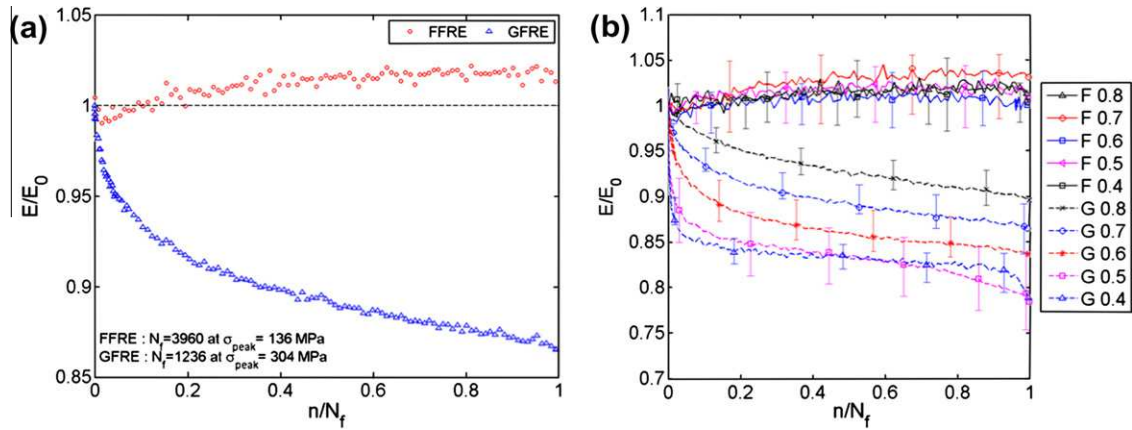 (a)
1.05
1
0.95
0.9
0.85
E/E0
FFRE GFRE
FFRE : Nf=3960 at σpeak= 136 MPa
GFRE : Nf=1236 at σpeak= 304 MPa
0 0.2 0.4 0.6 0.8 1
n/Nf
(b)
1.1
1.05
1
0.95
0.9
0.85
0.8
0.75
0.7
E/E0
0 0.2 0.4 0.6 0.8 1
n/Nf
F 0.8
F 0.7
F 0.6
F 0.5
F 0.4
G 0.8
G 0.7
G 0.6
G 0.5
G 0.4